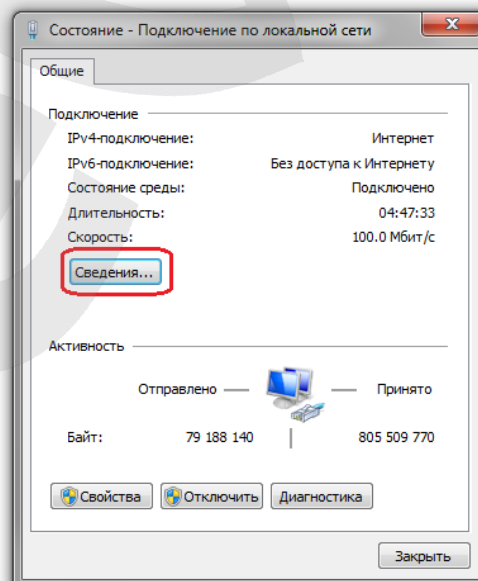 Состояние - Подключение по локальной сети
Общие
Подключение
IPv4-подключение: Интернет
IPv6-подключение: Без доступа к Интернету
Состояние среды: Подключено
Длительность: 04:47:33
Скорость: 100.0 Мбит/с
Сведения...
Активность
Отправлено — — Принято
Байт: 79 188 140 | 805 509 770
Свойства Отключить Диагностика
Закрыть